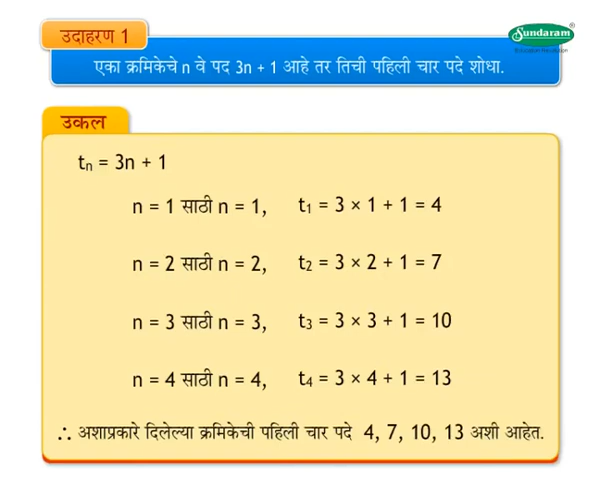 उदाहरण 1
Sundaram®
एका क्रमिकेचे n वे पद 3n + 1 आहे तर तिची पहिली चार पदे शोधा.
उकल
tₙ = 3n + 1
n = 1 साठी n = 1, t₁ = 3 × 1 + 1 = 4
n = 2 साठी n = 2, t₂ = 3 × 2 + 1 = 7
n = 3 साठी n = 3, t₃ = 3 × 3 + 1 = 10
n = 4 साठी n = 4, t₄ = 3 × 4 + 1 = 13
∴ अशाप्रकारे दिलेल्या क्रमिकेची पहिली चार पदे 4, 7, 10, 13 अशी आहेत.